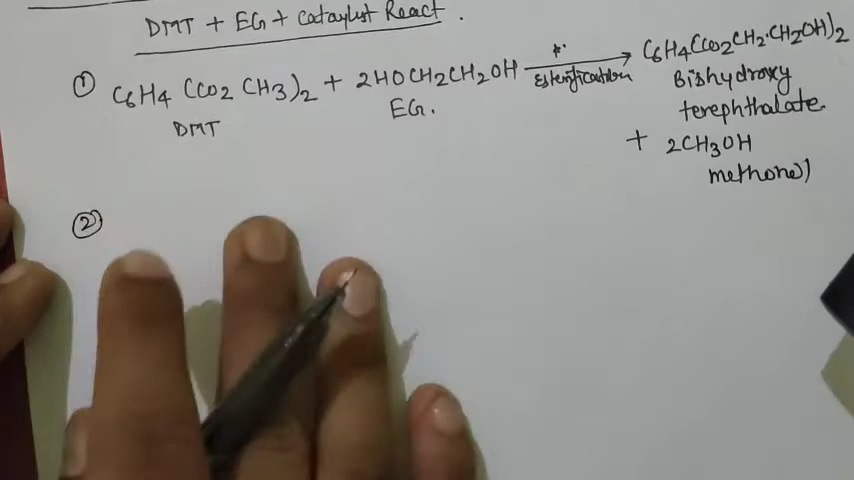 DMT + EG + Cataylst React .
① C6H4 (CO2 CH3)2 + 2HOCH2CH2OH → C6H4(CO2CH2·CH2OH)2
Esterification
DMT
EG.
Bishydroxy
terephthalate.
+ 2CH3OH
methonol
②